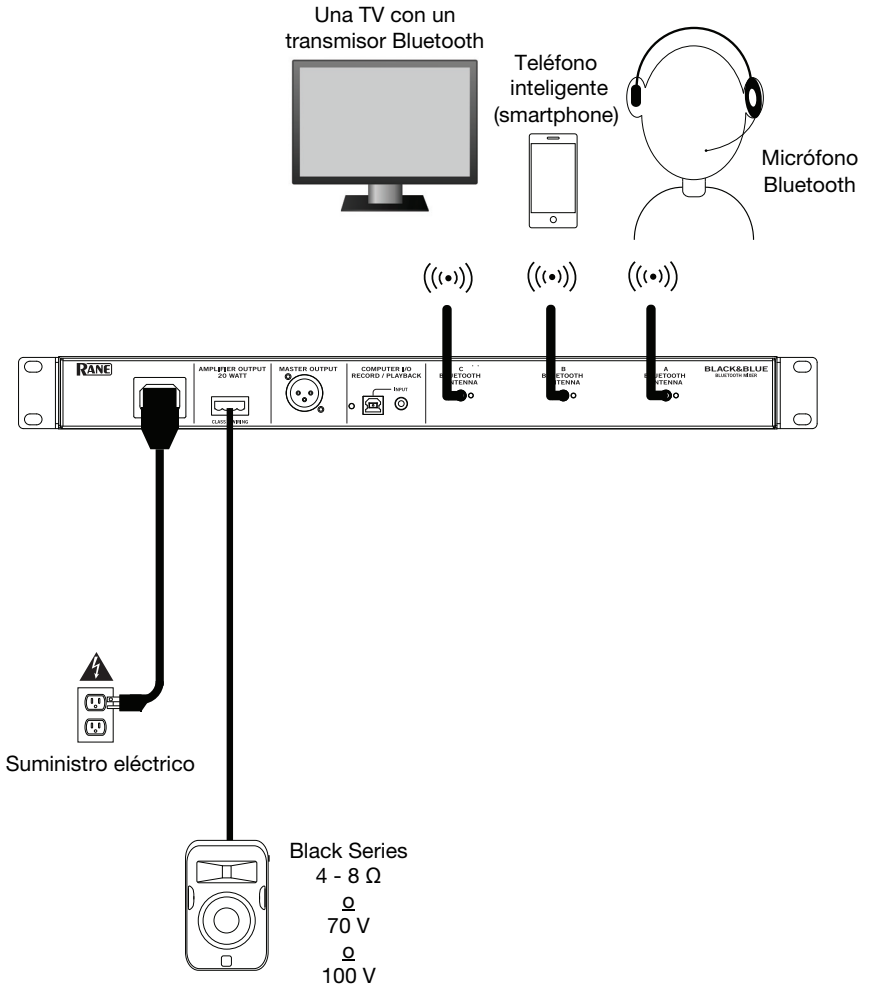 Una TV con un
transmisor Bluetooth
Teléfono
inteligente
(smartphone)
Micrófono
Bluetooth
RANE
AMPLIFIER OUTPUT
20 WATT
CLASS WIRING
MASTER OUTPUT
COMPUTER I/O
RECORD / PLAYBACK
INPUT
C
BLUETOOTH
ANTENNA
B
BLUETOOTH
ANTENNA
A
BLUETOOTH
ANTENNA
BLACK&BLUE
BLUETOOTH MIXER
Suministro eléctrico
Black Series
4 - 8 Ω
o
70 V
o
100 V